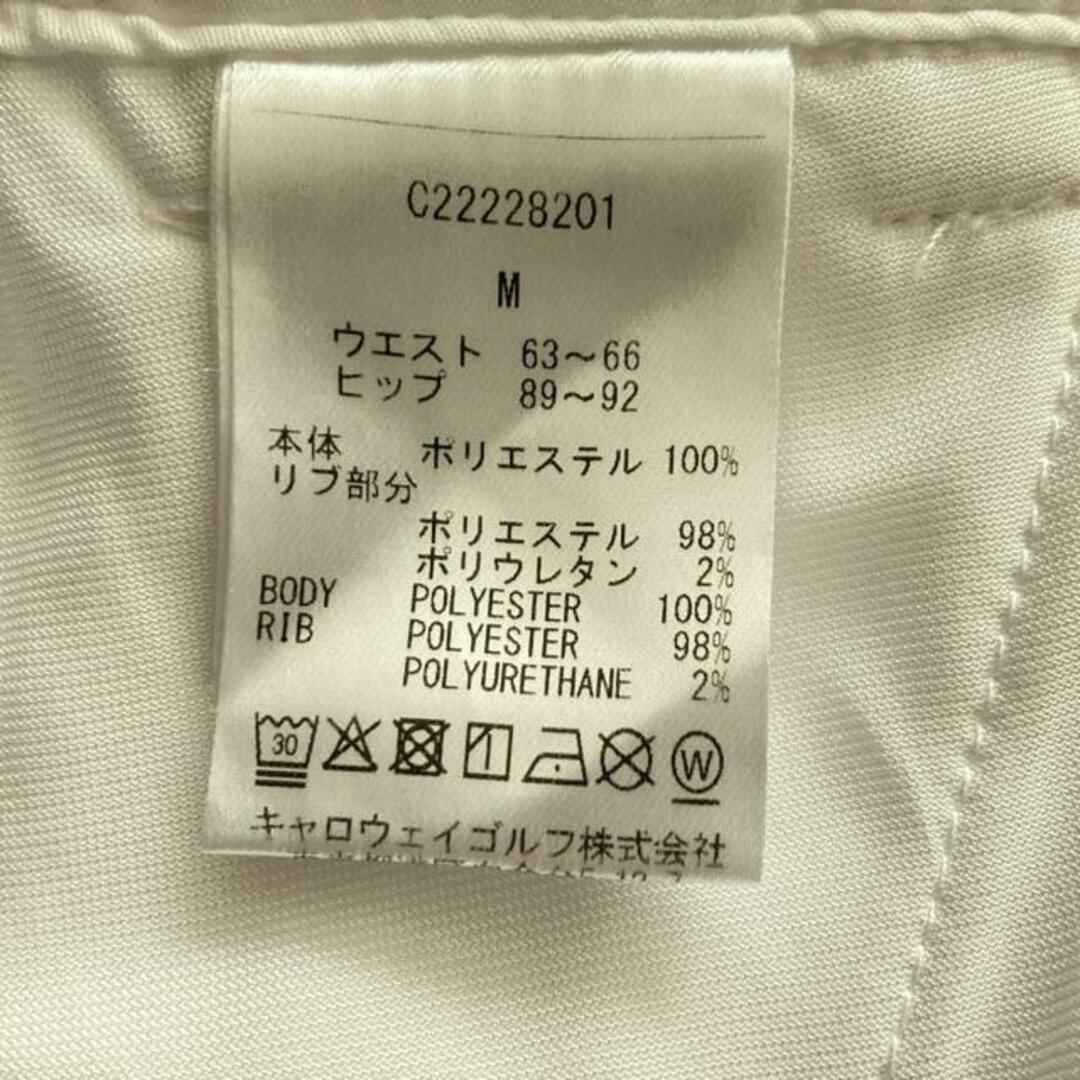 C22228201
M
ウエスト 63～66
ヒップ 89～92
本体 ポリエステル 100%
リブ部分
ポリエステル 98%
ポリウレタン 2%
BODY POLYESTER 100%
RIB POLYESTER 98%
POLYURETHANE 2%
30 W
キャロウェイゴルフ株式会社